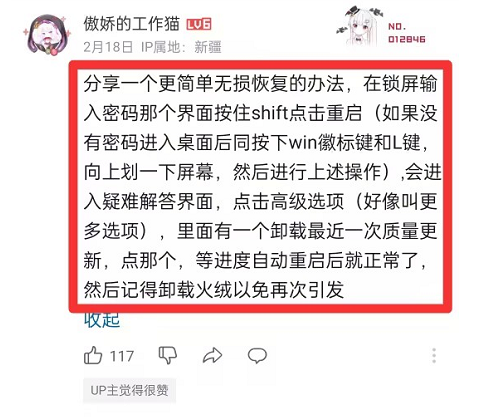 傲娇的工作猫 LV6
2月18日 IP属地：新疆
NO.
012846
分享一个更简单无损恢复的办法，在锁屏输
入密码那个界面按住shift点击重启（如果没
有密码进入桌面后同按下win徽标键和L键，
向上划一下屏幕，然后进行上述操作）,会进
入疑难解答界面，点击高级选项（好像叫更
多选项），里面有一个卸载最近一次质量更
新，点那个，等进度自动重启后就正常了，
然后记得卸载火绒以免再次引发
收起
117
UP主觉得很赞